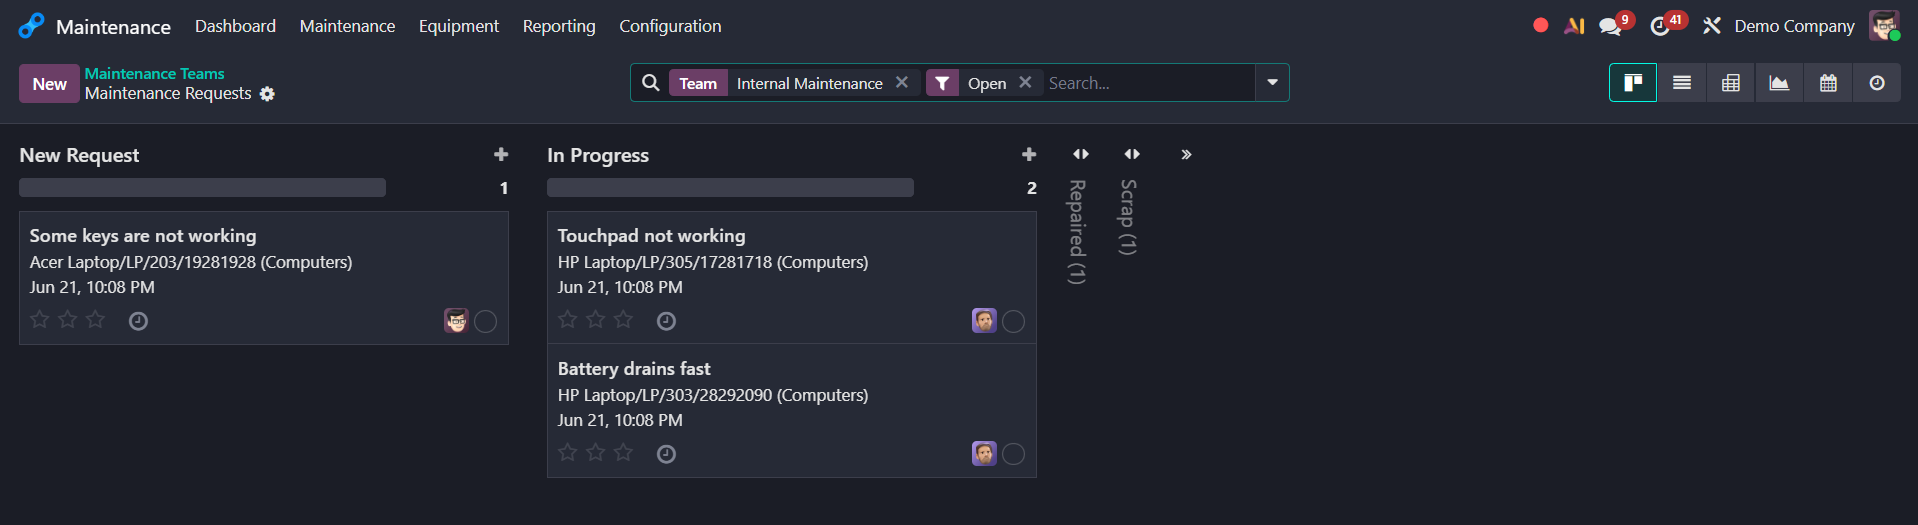 Maintenance Dashboard Maintenance Equipment Reporting Configuration AI 9 41 Demo Company
New Maintenance Teams
Maintenance Requests
Team Internal Maintenance Open Search...
New Request
1
Some keys are not working
Acer Laptop/LP/203/19281928 (Computers)
Jun 21, 10:08 PM
In Progress
2
Touchpad not working
HP Laptop/LP/305/17281718 (Computers)
Jun 21, 10:08 PM
Battery drains fast
HP Laptop/LP/303/28292090 (Computers)
Jun 21, 10:08 PM
Repaired (1)
Scrap (1)